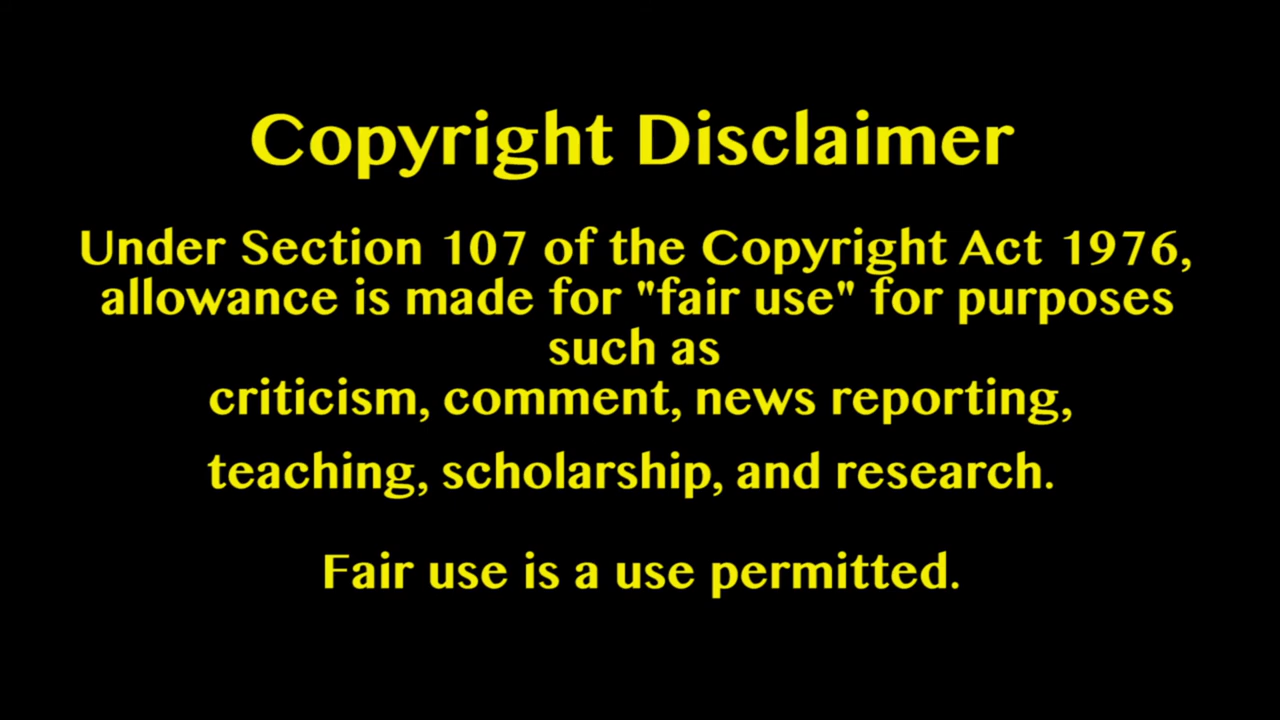 Copyright Disclaimer
Under Section 107 of the Copyright Act 1976,
allowance is made for "fair use" for purposes
such as
criticism, comment, news reporting,
teaching, scholarship, and research.
Fair use is a use permitted.